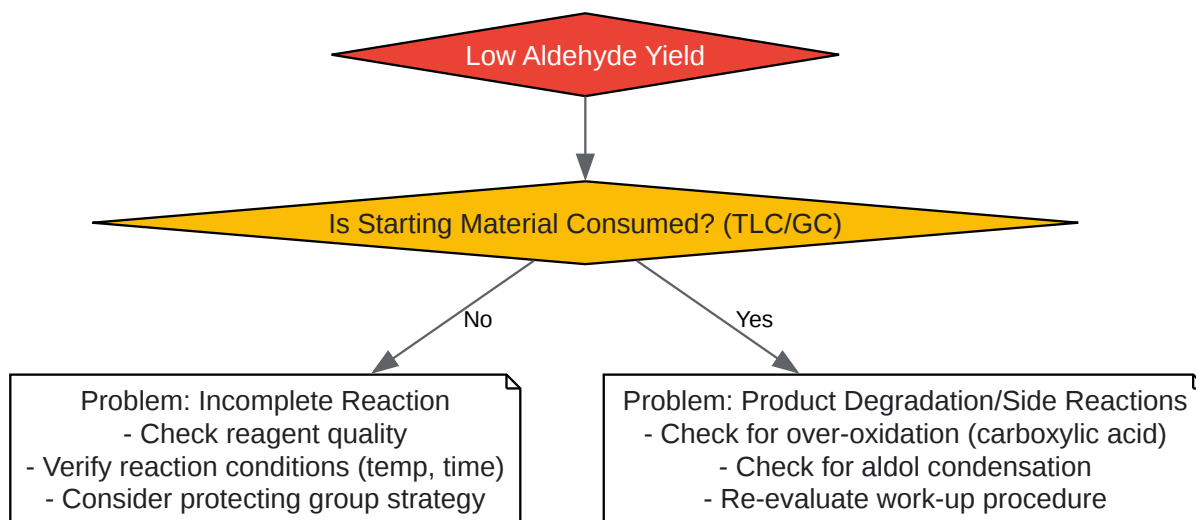 Low Aldehyde Yield
Is Starting Material Consumed? (TLC/GC)
No
Yes
Problem: Incomplete Reaction
- Check reagent quality
- Verify reaction conditions (temp, time)
- Consider protecting group strategy
Problem: Product Degradation/Side Reactions
- Check for over-oxidation (carboxylic acid)
- Check for aldol condensation
- Re-evaluate work-up procedure